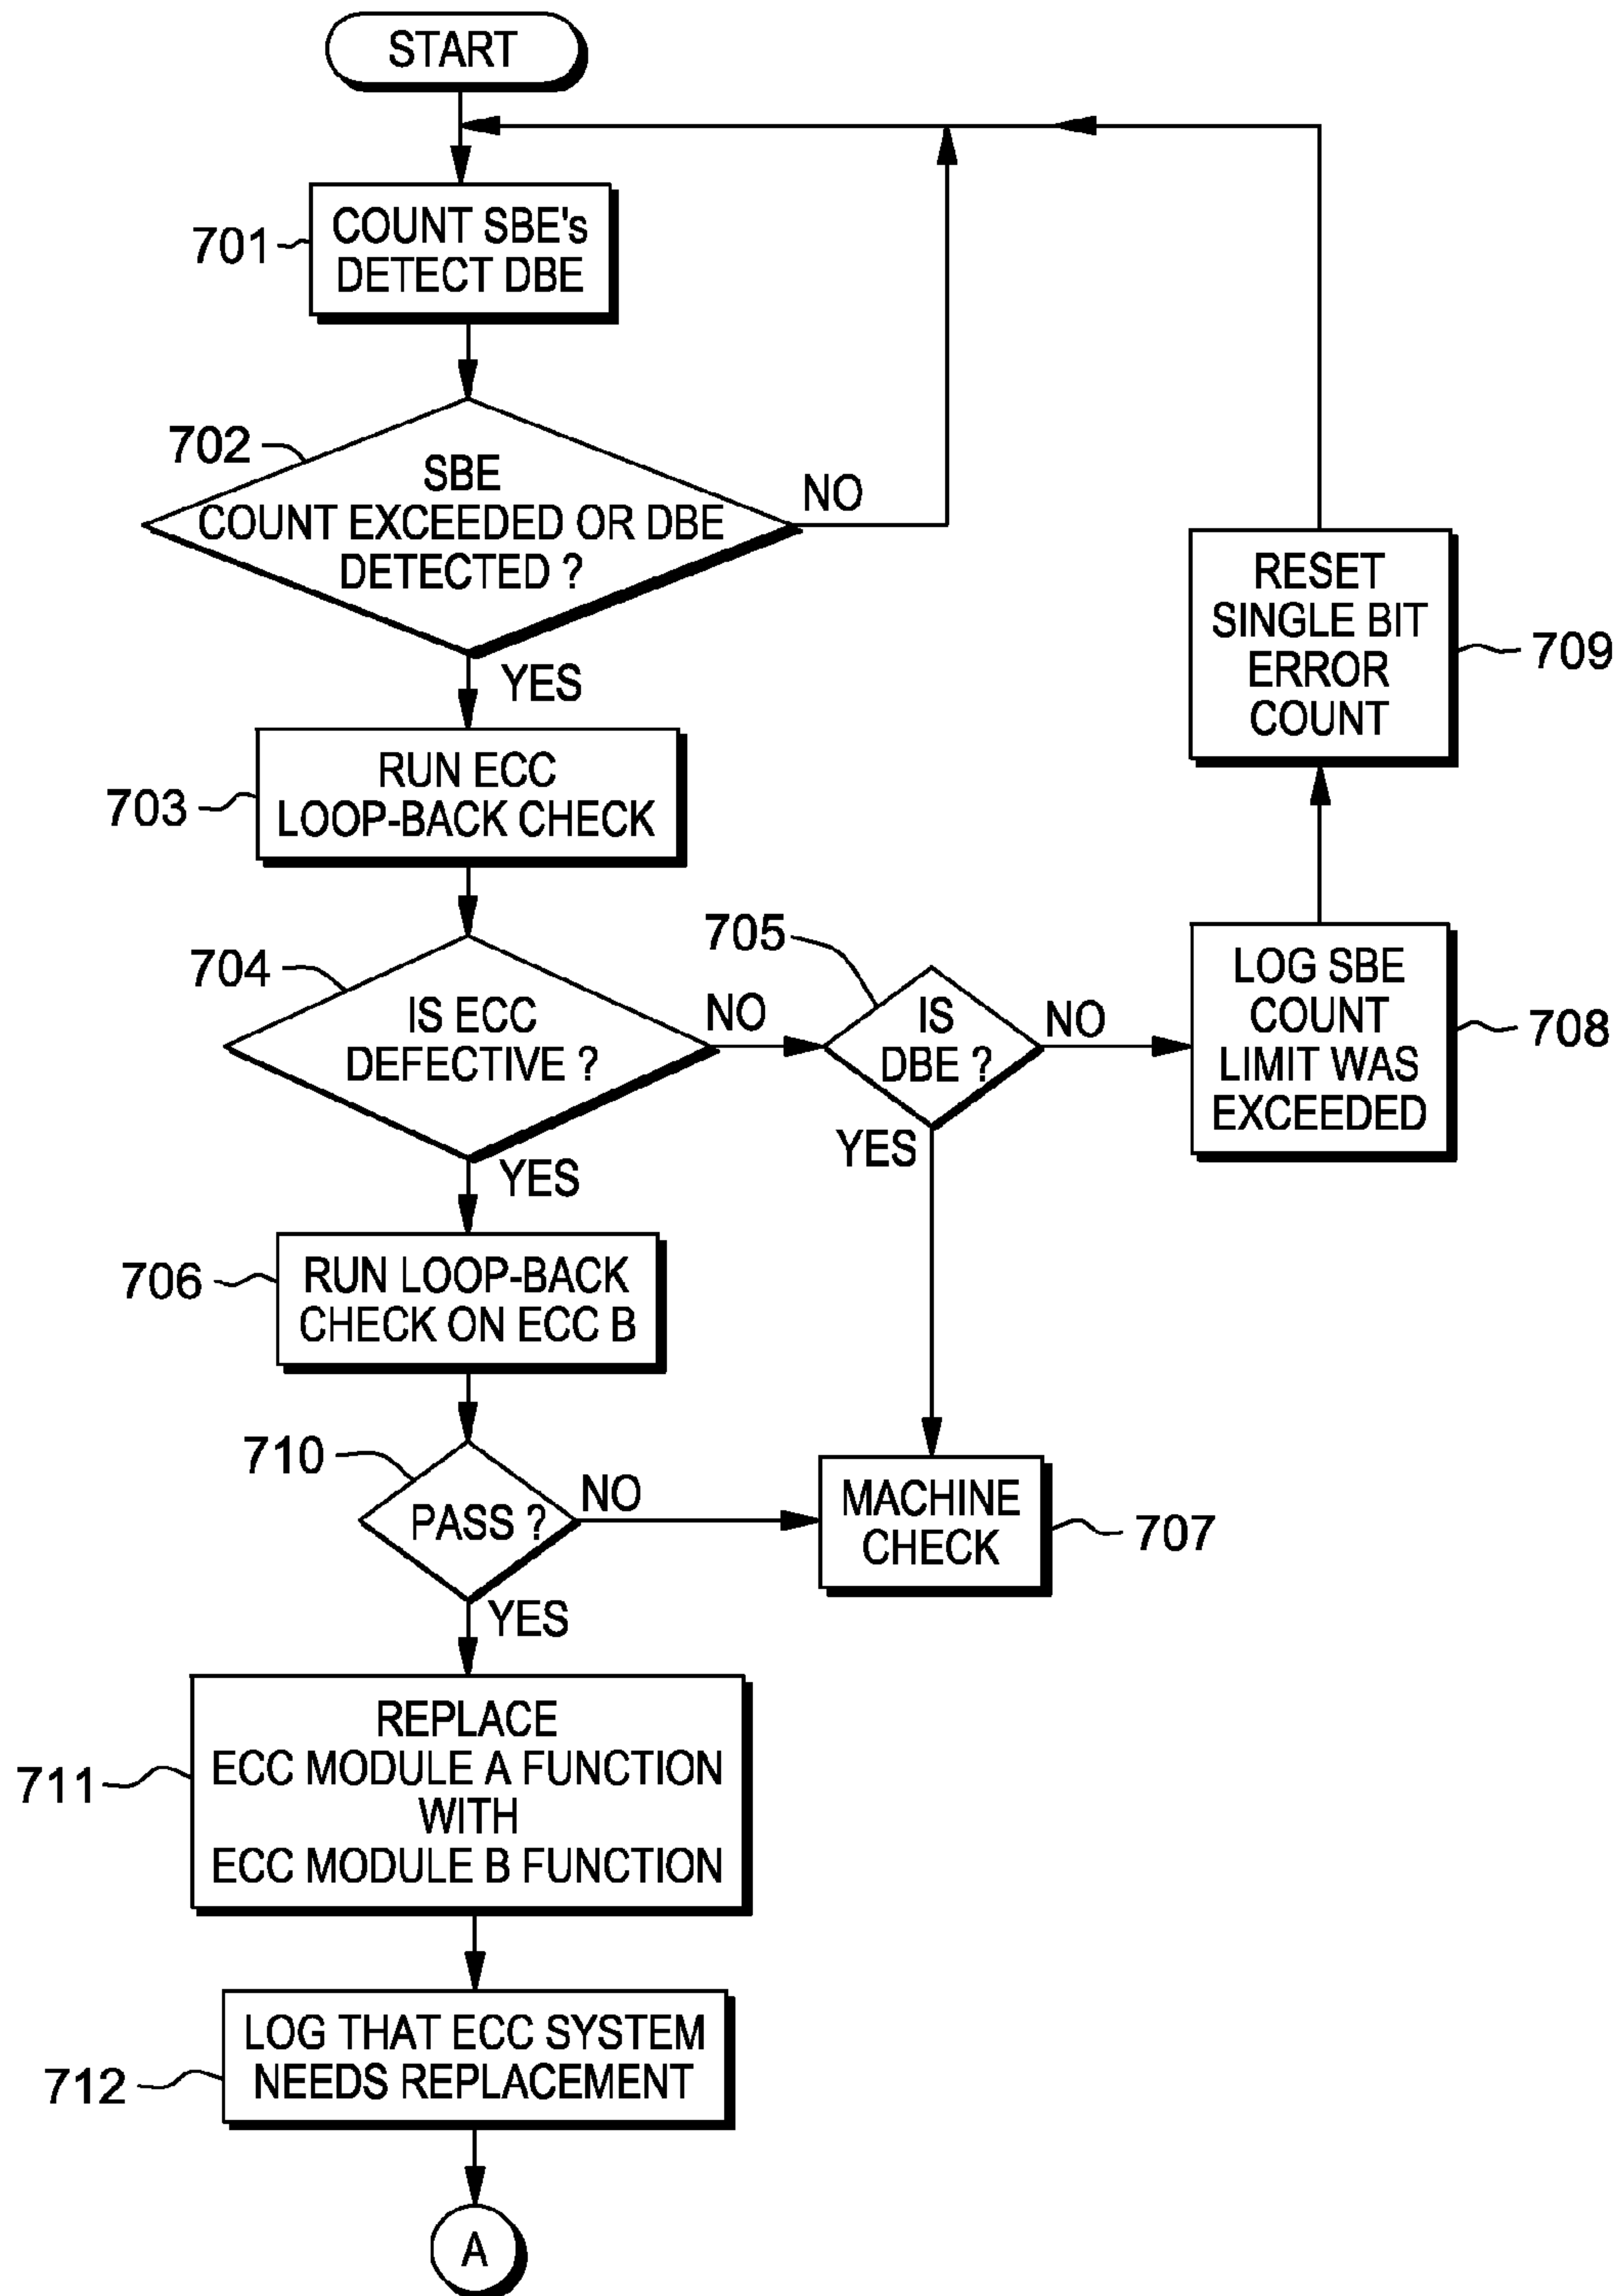 START
701
COUNT SBE's
DETECT DBE
702
SBE
COUNT EXCEEDED OR DBE
DETECTED ?
NO
YES
703
RUN ECC
LOOP-BACK CHECK
704
IS ECC
DEFECTIVE ?
NO
YES
705
IS
DBE ?
NO
YES
LOG SBE
COUNT
LIMIT WAS
EXCEEDED
708
RESET
SINGLE BIT
ERROR
COUNT
709
706
RUN LOOP-BACK
CHECK ON ECC B
710
PASS ?
NO
YES
MACHINE
CHECK
707
711
REPLACE
ECC MODULE A FUNCTION
WITH
ECC MODULE B FUNCTION
712
LOG THAT ECC SYSTEM
NEEDS REPLACEMENT
A